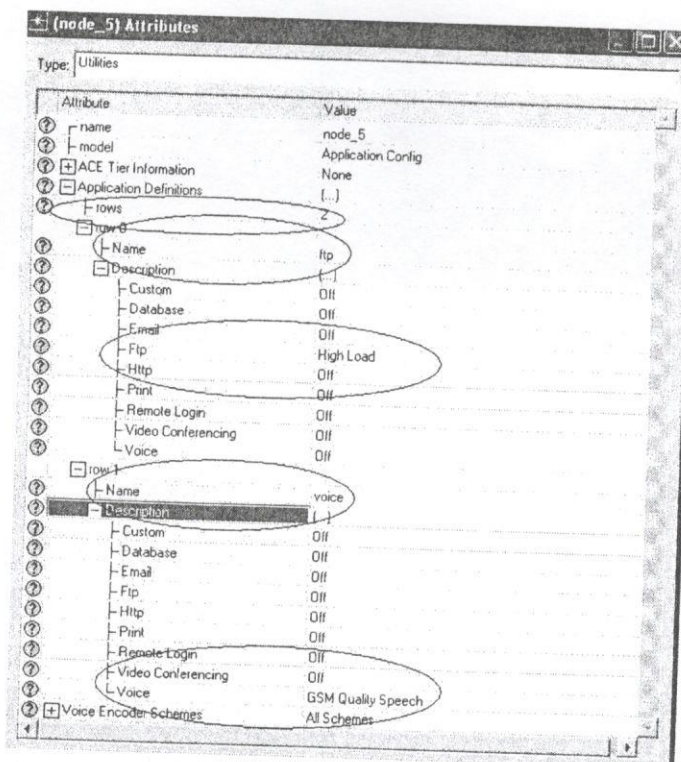 (node_5) Attributes
Type: Utilities
Attribute Value
name node_5
model Application Config
ACE Tier Information None
Application Definitions (...)
rows 2
row 0
Name ftp
Description (...)
Custom Off
Database Off
Email Off
Ftp High Load
Http Off
Print Off
Remote Login Off
Video Conferencing Off
Voice Off
row 1
Name voice
Description (...)
Custom Off
Database Off
Email Off
Ftp Off
Http Off
Print Off
Remote Login Off
Video Conferencing Off
Voice GSM Quality Speech
Voice Encoder Schemes All Schemes